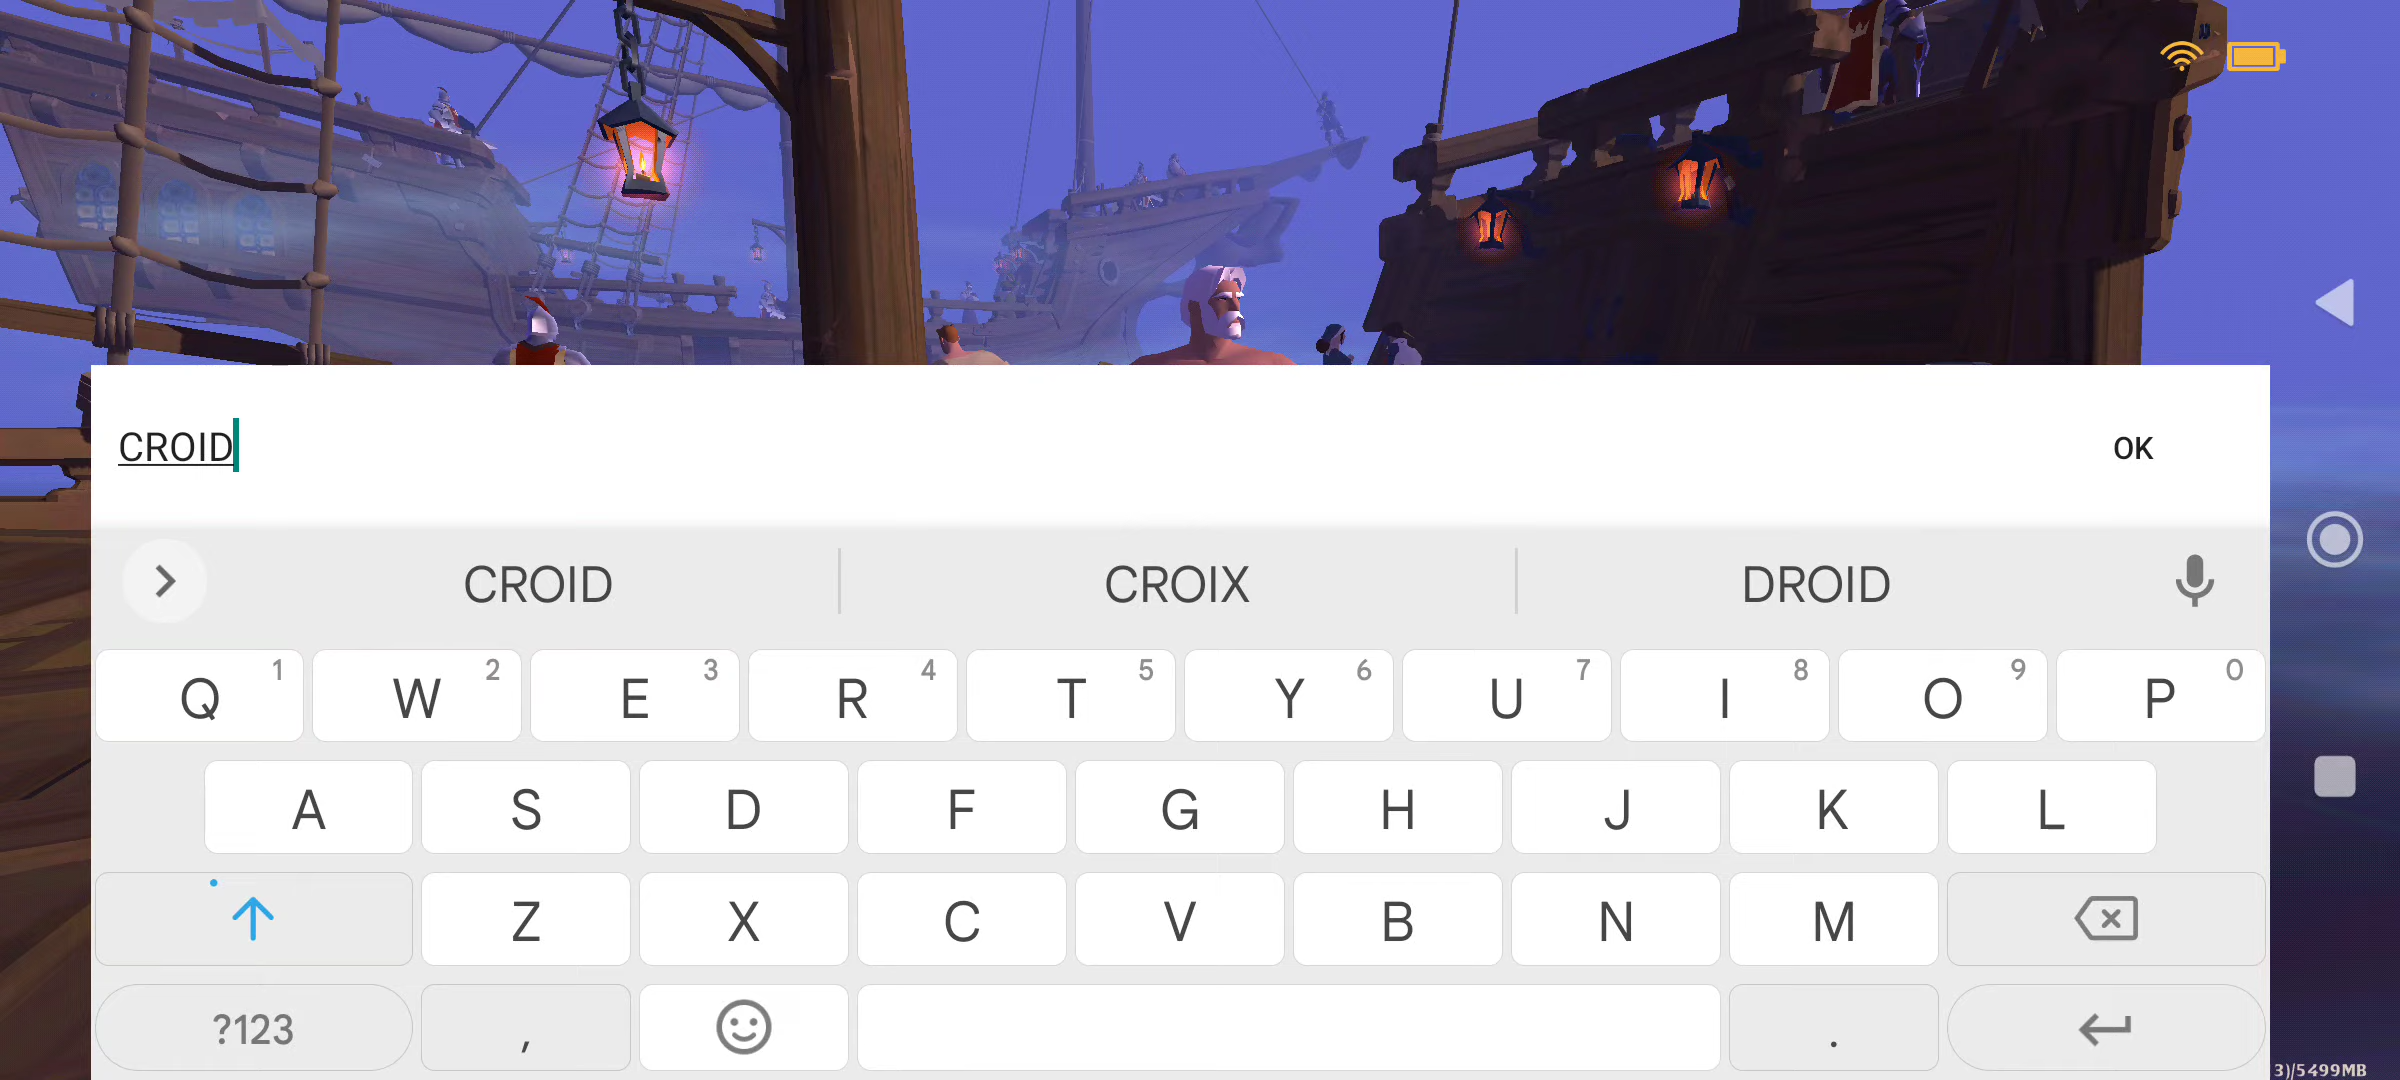 CROID
OK
CROID CROIX DROID
Q 1 W 2 E 3 R 4 T 5 Y 6 U 7 I 8 O 9 P 0
A S D F G H J K L
Z X C V B N M
?123 , .
3)/5499MB